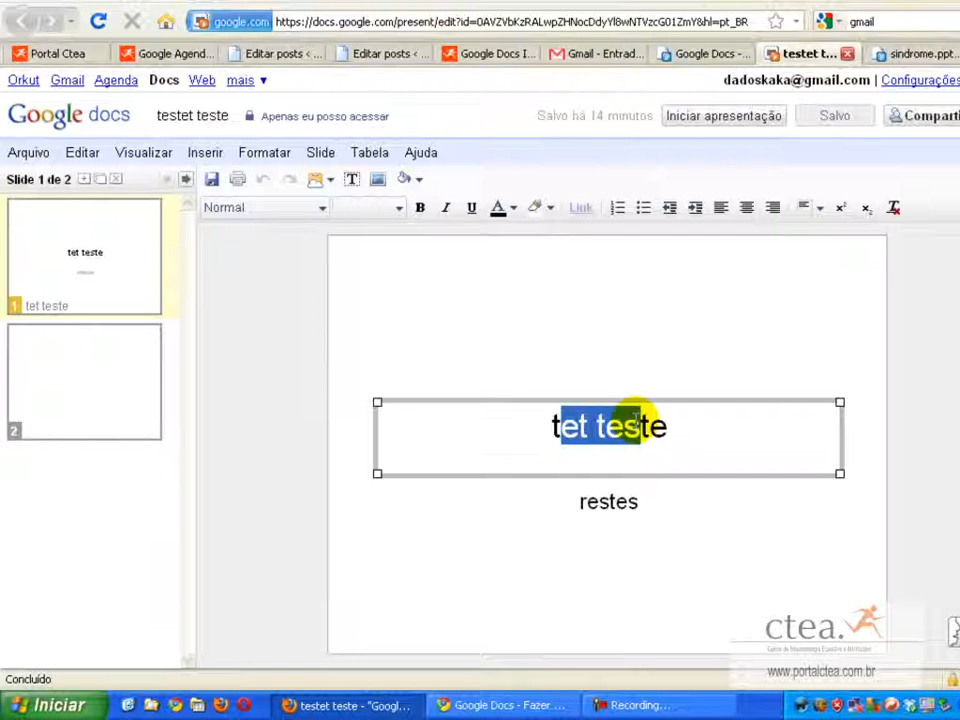 google.com https://docs.google.com/present/edit?id=0AVZVbKzRALwpZHNocDdyYl8wNTVzcG01ZmY&hl=pt_BR gmail
Portal Ctea Google Agend... Editar posts ‹ ... Editar posts ‹ ... Google Docs I... Gmail - Entrad... Google Docs -... testet t... sindrome.ppt
Orkut Gmail Agenda Docs Web mais ▼ dadoskaka@gmail.com | Configurações
Google docs testet teste Apenas eu posso acessar Salvo há 14 minutos Iniciar apresentação Salvo Comparti
Arquivo Editar Visualizar Inserir Formatar Slide Tabela Ajuda
Slide 1 de 2
Normal B I U A Link
tet teste
1 tet teste
2
tet teste
restes
ctea.
www.portalctea.com.br
Concluído
Iniciar testet teste - "Googl... Google Docs - Fazer ... Recording...